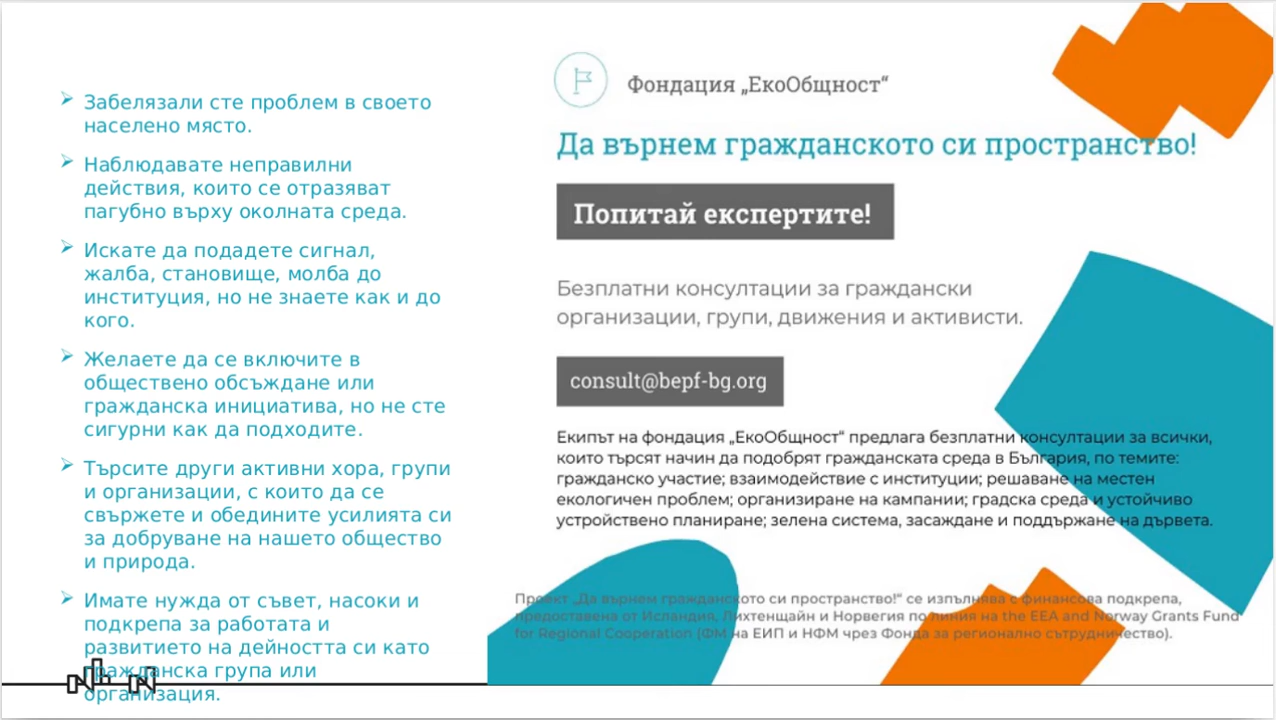 Забелязали сте проблем в своето
населено място.
Наблюдавате неправилни
действия, които се отразяват
пагубно върху околната среда.
Искате да подадете сигнал,
жалба, становище, молба до
институция, но не знаете как и до
кого.
Желаете да се включите в
обществено обсъждане или
гражданска инициатива, но не сте
сигурни как да подходите.
Търсите други активни хора, групи
и организации, с които да се
свържете и обедините усилията си
за добруване на нашето общество
и природа.
Имате нужда от съвет, насоки и
подкрепа за работата и
развитието на дейността си като
гражданска група или
организация.
Фондация „ЕкоОбщност“
Да върнем гражданското си пространство!
Попитай експертите!
Безплатни консултации за граждански
организации, групи, движения и активисти.
consult@bepf-bg.org
Екипът на фондация „ЕкоОбщност“ предлага безплатни консултации за всички,
които търсят начин да подобрят гражданската среда в България, по темите:
гражданско участие; взаимодействие с институции; решаване на местен
екологичен проблем; организиране на кампании; градска среда и устойчиво
устройствено планиране; зелена система, засаждане и поддържане на дървета.
Проект „Да върнем гражданското си пространство!“ се изпълнява с финансова подкрепа,
предоставена от Исландия, Лихтенщайн и Норвегия по линия на the EEA and Norway Grants Fund
for Regional Cooperation (ФМ на ЕИП и НФМ чрез Фонда за регионално сътрудничество).